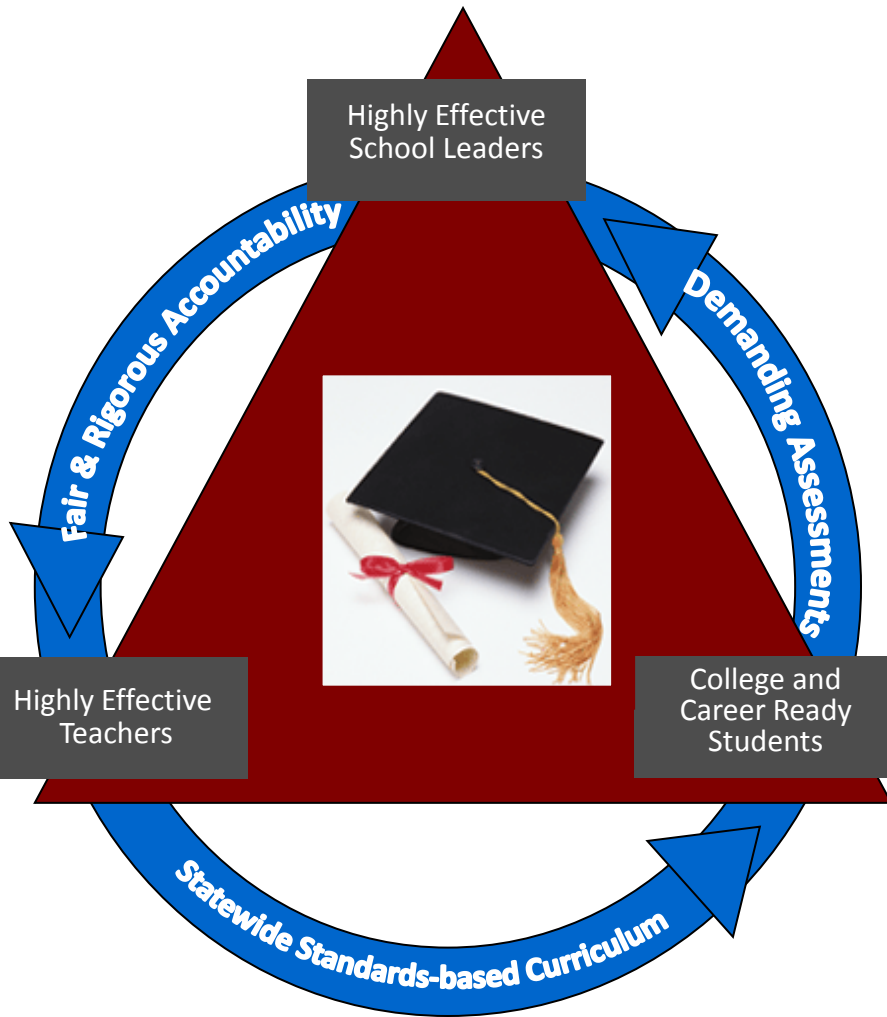 Highly Effective
School Leaders
Fair & Rigorous Accountability
Demanding Assessments
Highly Effective
Teachers
College and
Career Ready
Students
Statewide Standards-based Curriculum